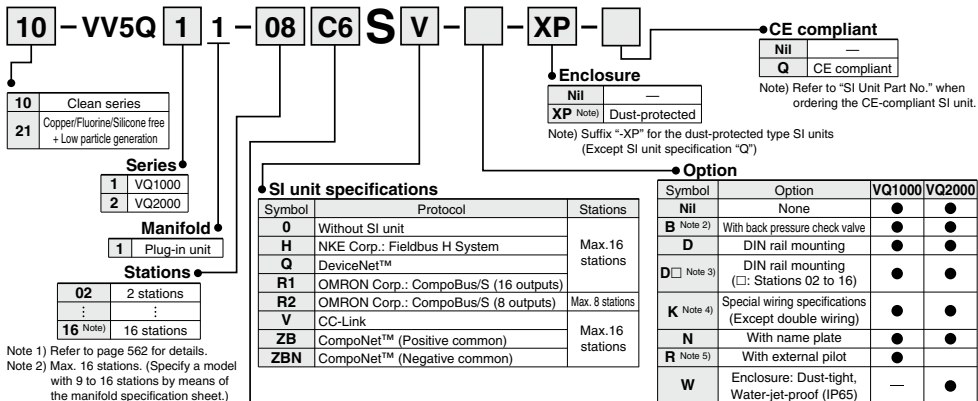 10 – VV5Q 1 1 – 08 C6 S V – – XP –
10 Clean series
21 Copper/Fluorine/Silicone free + Low particle generation
Series
1 VQ1000
2 VQ2000
Manifold
1 Plug-in unit
Stations
02 2 stations
⋮ ⋮
16 Note) 16 stations
Note 1) Refer to page 562 for details.
Note 2) Max. 16 stations. (Specify a model
with 9 to 16 stations by means of
the manifold specification sheet.)
SI unit specifications
Symbol Protocol Stations
0 Without SI unit
H NKE Corp.: Fieldbus H System
Q DeviceNet™
R1 OMRON Corp.: CompoBus/S (16 outputs)
Max.16
stations
R2 OMRON Corp.: CompoBus/S (8 outputs) Max. 8 stations
V CC-Link
ZB CompoNet™ (Positive common)
ZBN CompoNet™ (Negative common)
Max.16
stations
Enclosure
Nil —
XP Note) Dust-protected
Note) Suffix “-XP” for the dust-protected type SI units
(Except SI unit specification “Q”)
CE compliant
Nil —
Q CE compliant
Note) Refer to “SI Unit Part No.” when
ordering the CE-compliant SI unit.
Option
Symbol Option VQ1000 VQ2000
Nil None ● ●
B Note 2) With back pressure check valve ● ●
D DIN rail mounting ● ●
D□ Note 3) DIN rail mounting
(□: Stations 02 to 16) ● ●
K Note 4) Special wiring specifications
(Except double wiring) ● ●
N With name plate ● ●
R Note 5) With external pilot ●
W Enclosure: Dust-tight,
Water-jet-proof (IP65) — ●